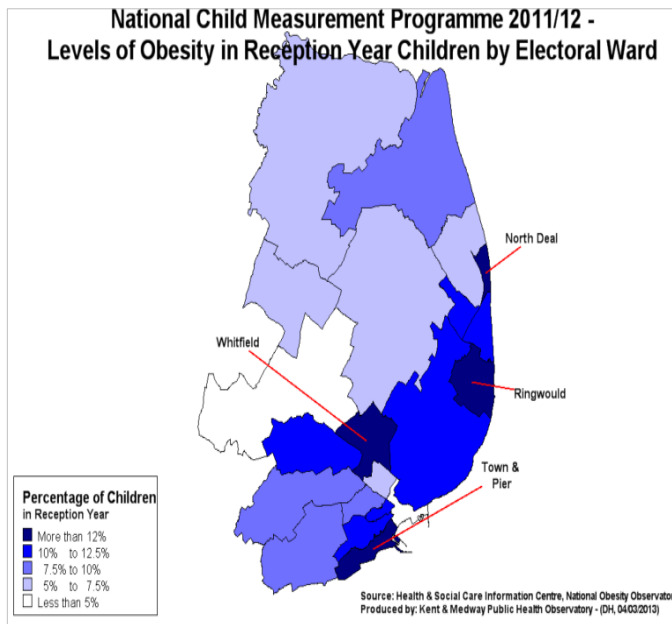 National Child Measurement Programme 2011/12 -
Levels of Obesity in Reception Year Children by Electoral Ward
North Deal
Whitfield
Ringwould
Town &
Pier
Percentage of Children
in Reception Year
More than 12%
10% to 12.5%
7.5% to 10%
5% to 7.5%
Less than 5%
Source: Health & Social Care Information Centre, National Obesity Observator
Produced by: Kent & Medway Public Health Observatory - (DH, 04/03/2013)